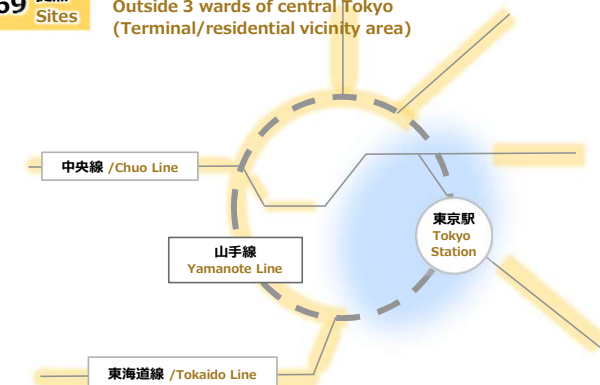 69
Sites
Outside 3 wards of central Tokyo
(Terminal/residential vicinity area)
中央線 /Chuo Line
東京駅
Tokyo
Station
山手線
Yamanote Line
東海道線 /Tokaido Line